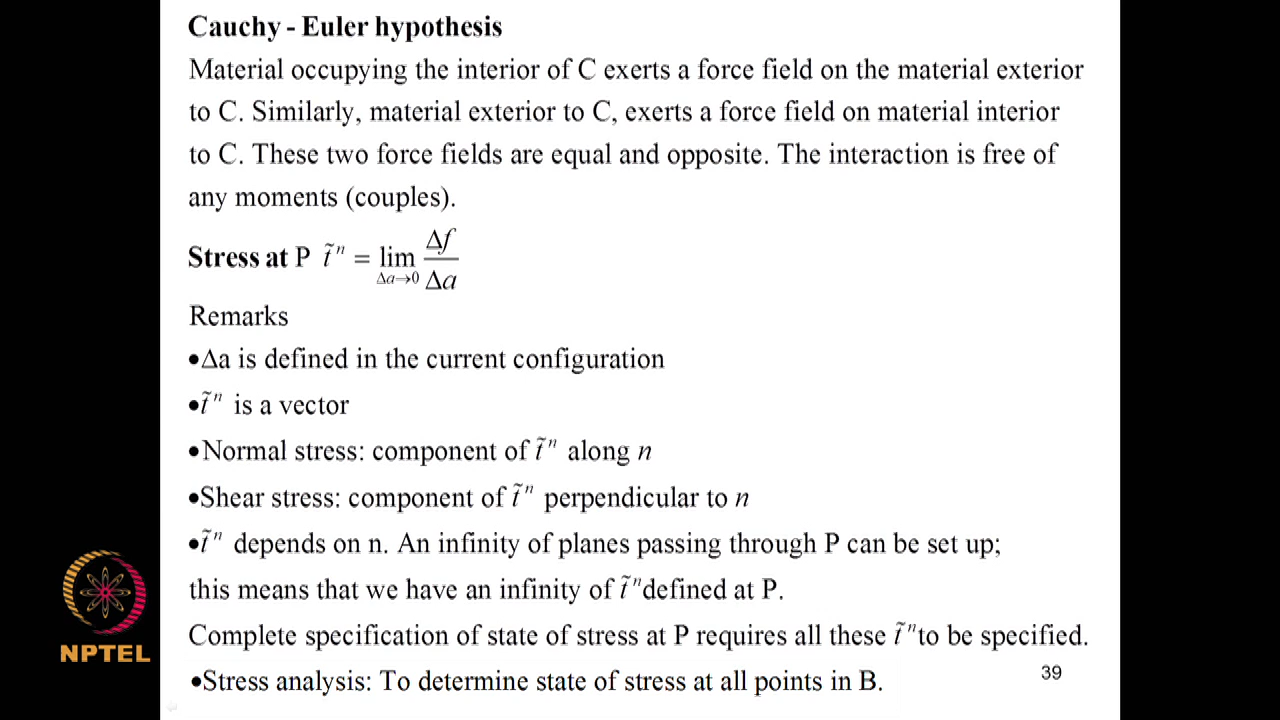 Cauchy - Euler hypothesis
Material occupying the interior of C exerts a force field on the material exterior
to C. Similarly, material exterior to C, exerts a force field on material interior
to C. These two force fields are equal and opposite. The interaction is free of
any moments (couples).
Stress at P t̃ⁿ = lim_{Δa→0} Δf/Δa
Remarks
•Δa is defined in the current configuration
•t̃ⁿ is a vector
•Normal stress: component of t̃ⁿ along n
•Shear stress: component of t̃ⁿ perpendicular to n
•t̃ⁿ depends on n. An infinity of planes passing through P can be set up;
this means that we have an infinity of t̃ⁿ defined at P.
Complete specification of state of stress at P requires all these t̃ⁿ to be specified.
•Stress analysis: To determine state of stress at all points in B.
39
NPTEL